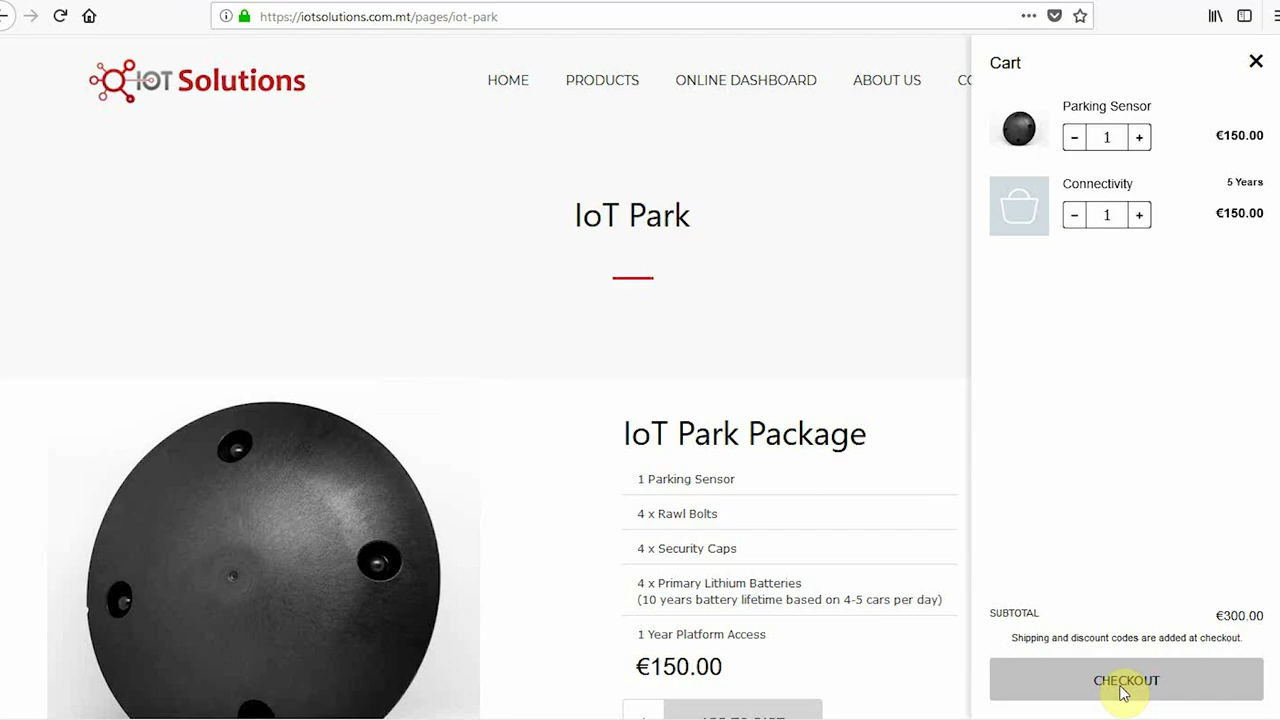 https://iotsolutions.com.mt/pages/iot-park
IOT Solutions
HOME PRODUCTS ONLINE DASHBOARD ABOUT US CO
IoT Park
IoT Park Package
1 Parking Sensor
4 x Rawl Bolts
4 x Security Caps
4 x Primary Lithium Batteries
(10 years battery lifetime based on 4-5 cars per day)
1 Year Platform Access
€150.00
Cart
Parking Sensor
− 1 + €150.00
Connectivity 5 Years
− 1 + €150.00
SUBTOTAL €300.00
Shipping and discount codes are added at checkout.
CHECKOUT